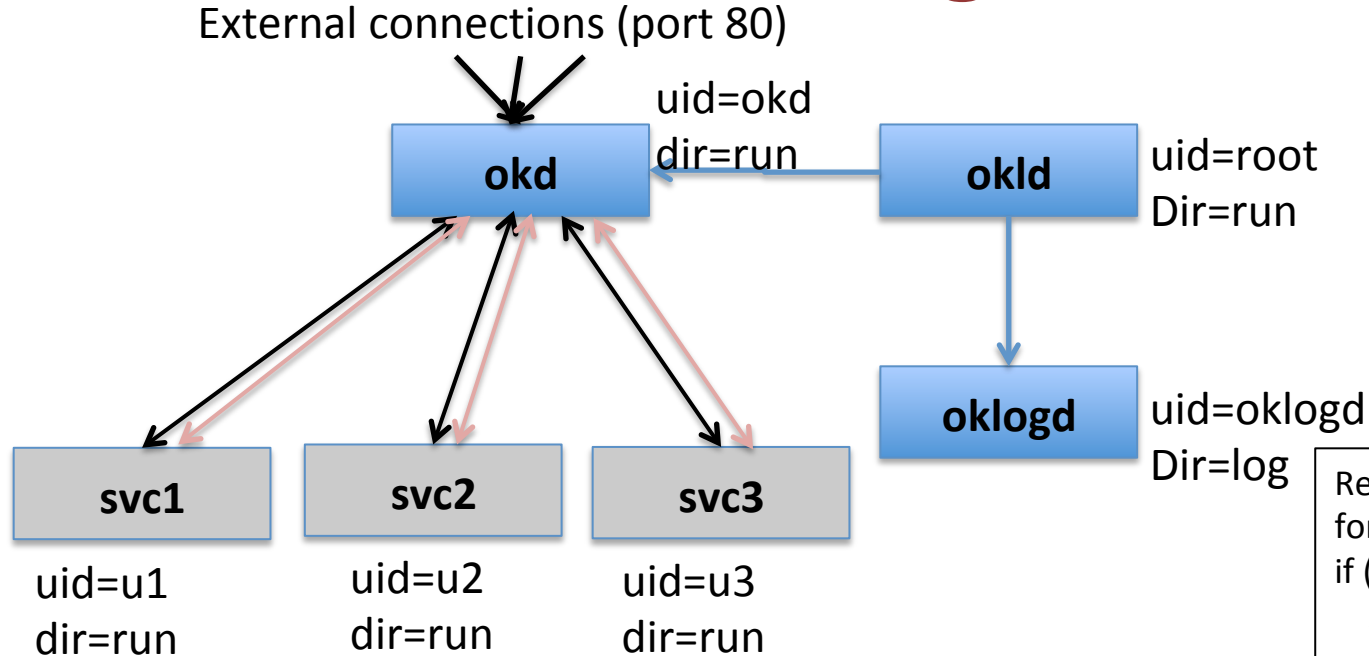 External connections (port 80)
uid=okd
dir=run
okd
okld
uid=root
Dir=run
oklogd
uid=oklogd
Dir=log
svc1
svc2
svc3
uid=u1
dir=run
uid=u2
dir=run
uid=u3
dir=run
if (